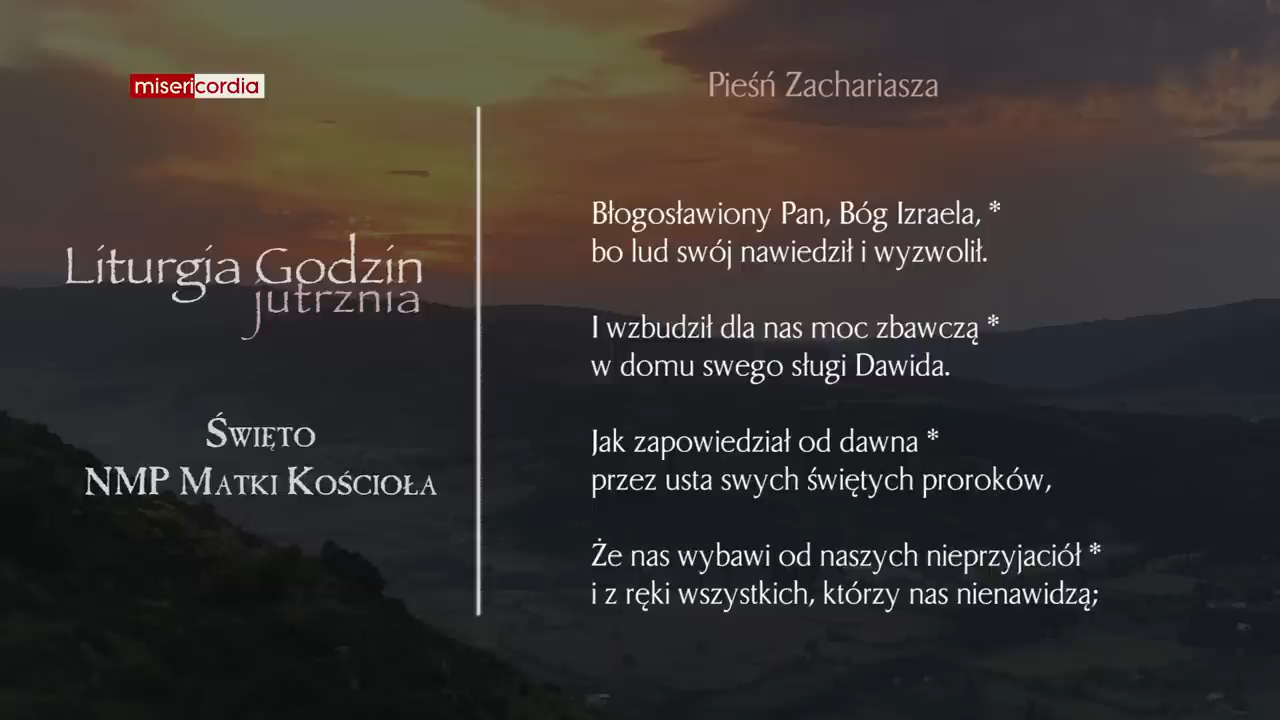 misericordia
Liturgia Godzin
jutrznia
Święto
NMP Matki Kościoła
Pieśń Zachariasza
Błogosławiony Pan, Bóg Izraela, *
bo lud swój nawiedził i wyzwolił.
I wzbudził dla nas moc zbawczą *
w domu swego sługi Dawida.
Jak zapowiedział od dawna *
przez usta swych świętych proroków,
Że nas wybawi od naszych nieprzyjaciół *
i z ręki wszystkich, którzy nas nienawidzą;